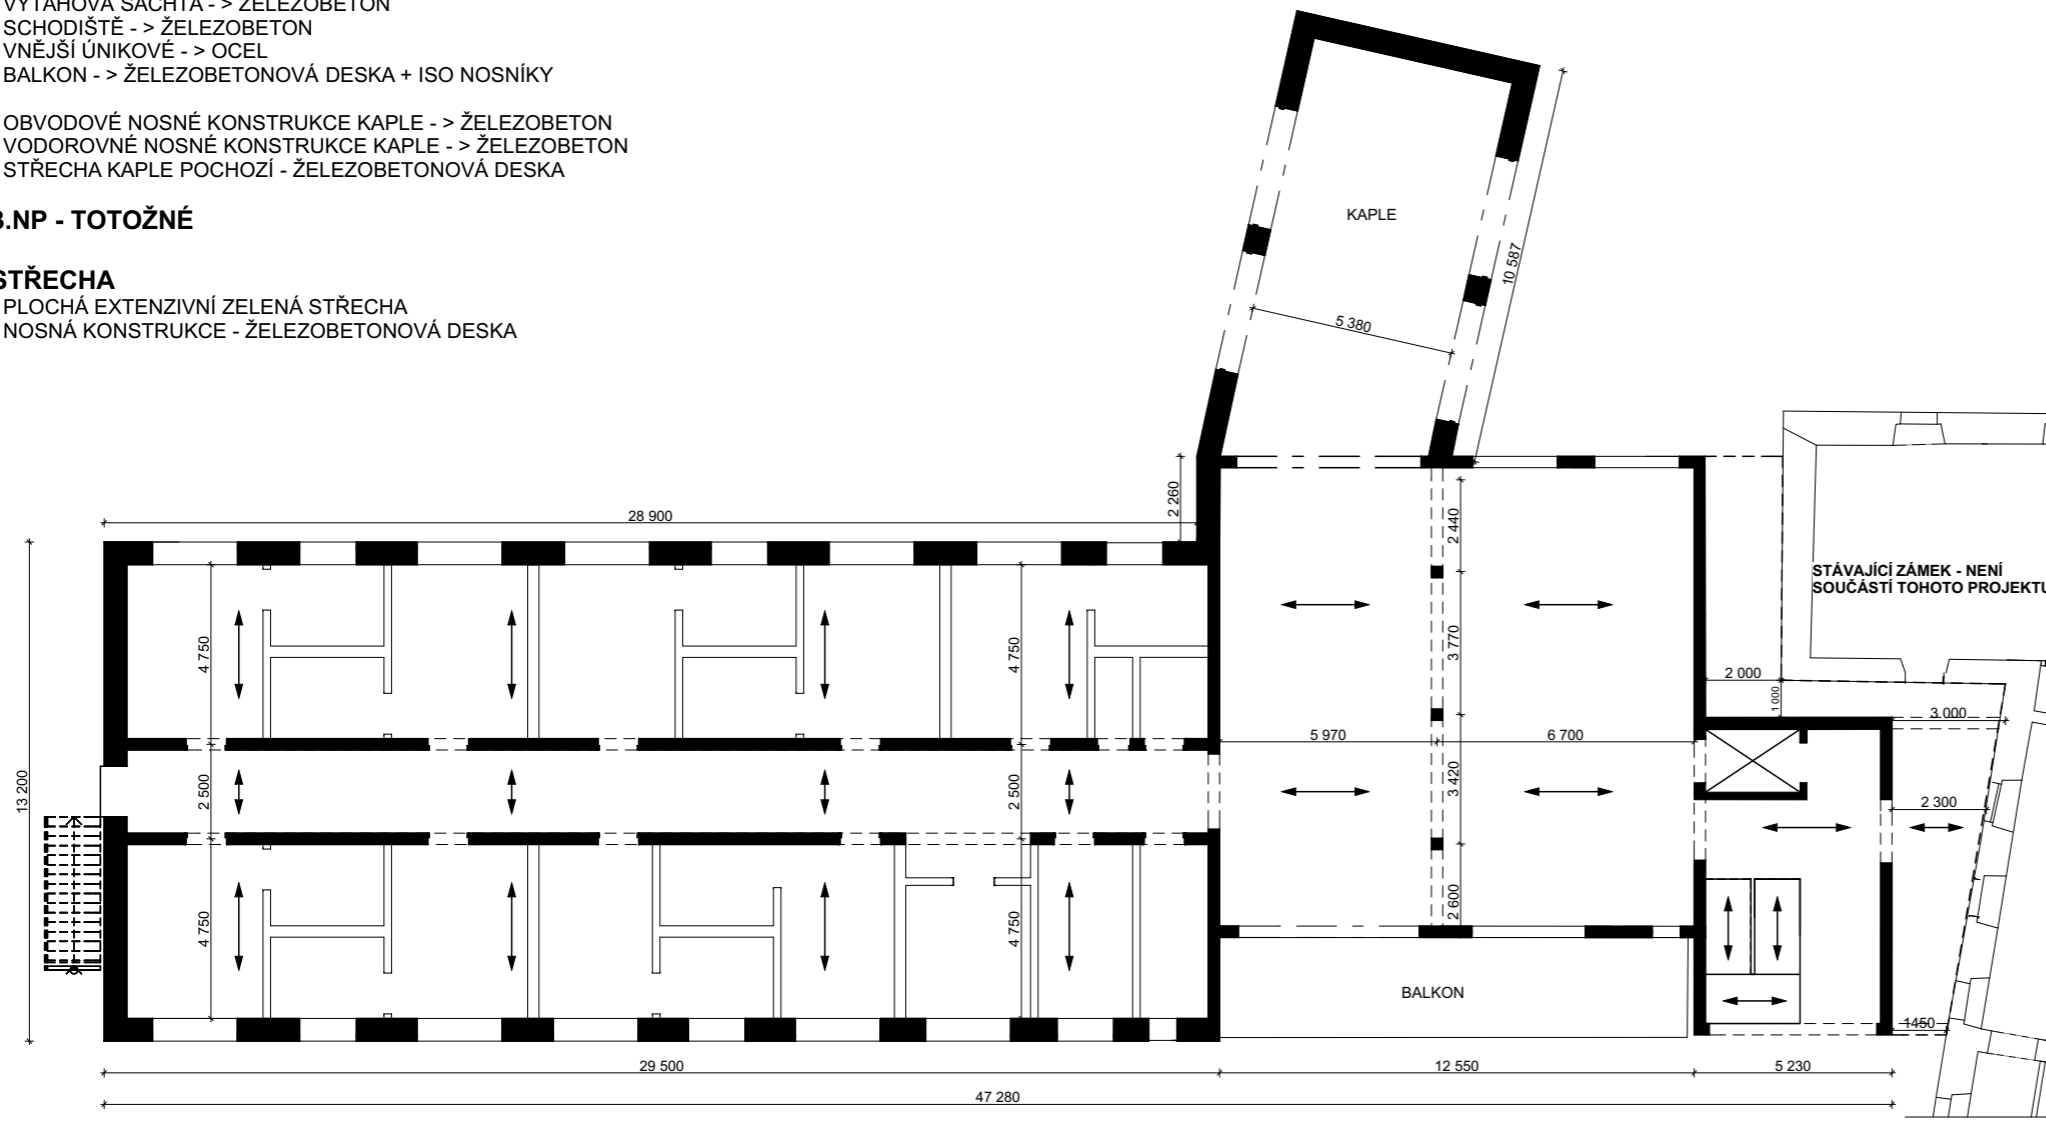 VÝTAHOVÁ ŠACHTA - > ŽELEZOBETON
SCHODIŠTĚ - > ŽELEZOBETON
VNĚJŠÍ ÚNIKOVÉ - > OCEL
BALKON - > ŽELEZOBETONOVÁ DESKA + ISO NOSNÍKY
OBVODOVÉ NOSNÉ KONSTRUKCE KAPLE - > ŽELEZOBETON
VODOROVNÉ NOSNÉ KONSTRUKCE KAPLE - > ŽELEZOBETON
STŘECHA KAPLE POCHOZÍ - ŽELEZOBETONOVÁ DESKA
3.NP - TOTOŽNÉ
STŘECHA
PLOCHÁ EXTENZIVNÍ ZELENÁ STŘECHA
NOSNÁ KONSTRUKCE - ŽELEZOBETONOVÁ DESKA
KAPLE
10 587
5 380
2 260
28 900
2 440
STÁVAJÍCÍ ZÁMEK - NENÍ
SOUČÁSTÍ TOHOTO PROJEKTU
4 750
4 750
3 770
2 000
1 000
3 000
5 970
6 700
13 200
2 500
2 500
3 420
2 300
4 750
4 750
2 600
BALKON
1450
29 500
12 550
5 230
47 280